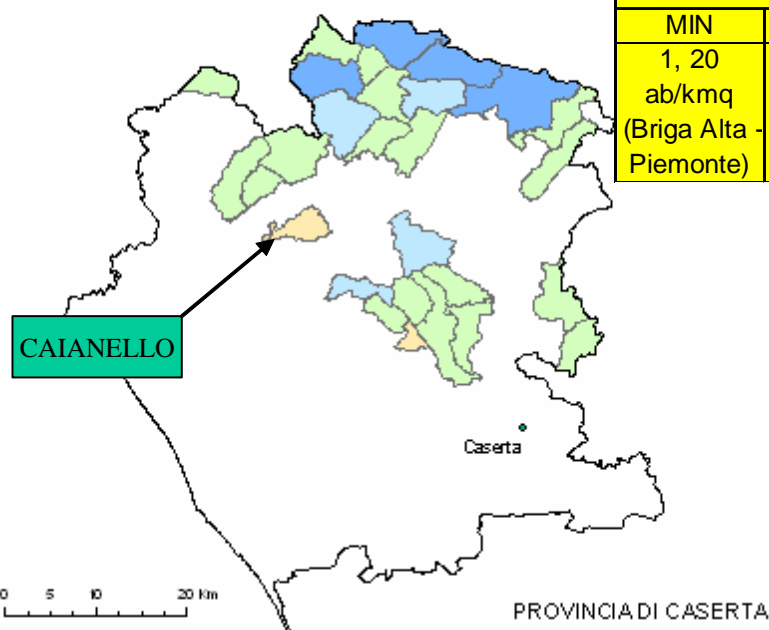 MIN
1, 20
ab/kmq
(Briga Alta -
Piemonte)
CAIANELLO
Caserta
0 5 10 20 Km
PROVINCIA DI CASERTA